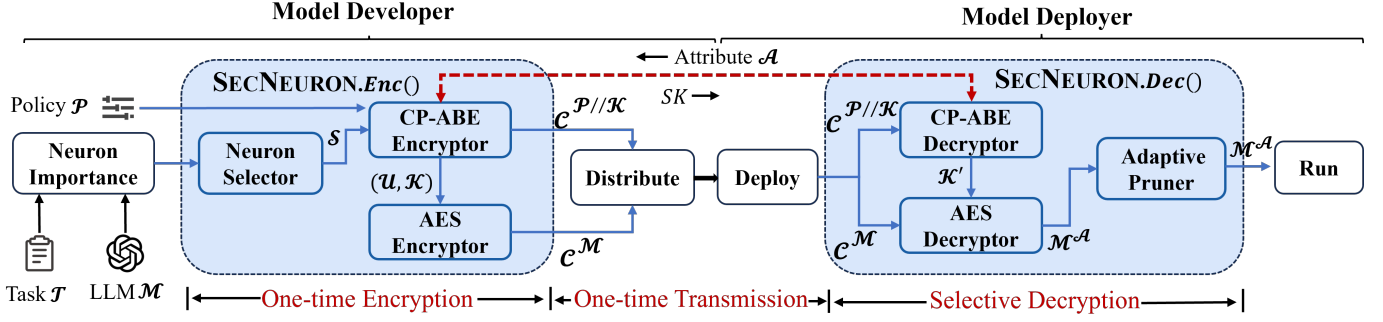 Model Developer
Model Deployer
Attribute 𝓐
SK
SECNEURON.Enc()
SECNEURON.Dec()
Policy 𝓟
Neuron
Importance
Neuron
Selector
𝓢
CP-ABE
Encryptor
(𝓤, 𝓚)
AES
Encryptor
𝓒^𝓟//𝓚
𝓒^𝓜
Distribute
Deploy
𝓒^𝓟//𝓚
𝓒^𝓜
CP-ABE
Decryptor
𝓚′
AES
Decryptor
𝓜^𝓐
Adaptive
Pruner
𝓜^𝓐
Run
Task 𝓣
LLM 𝓜
One-time Encryption
One-time Transmission
Selective Decryption